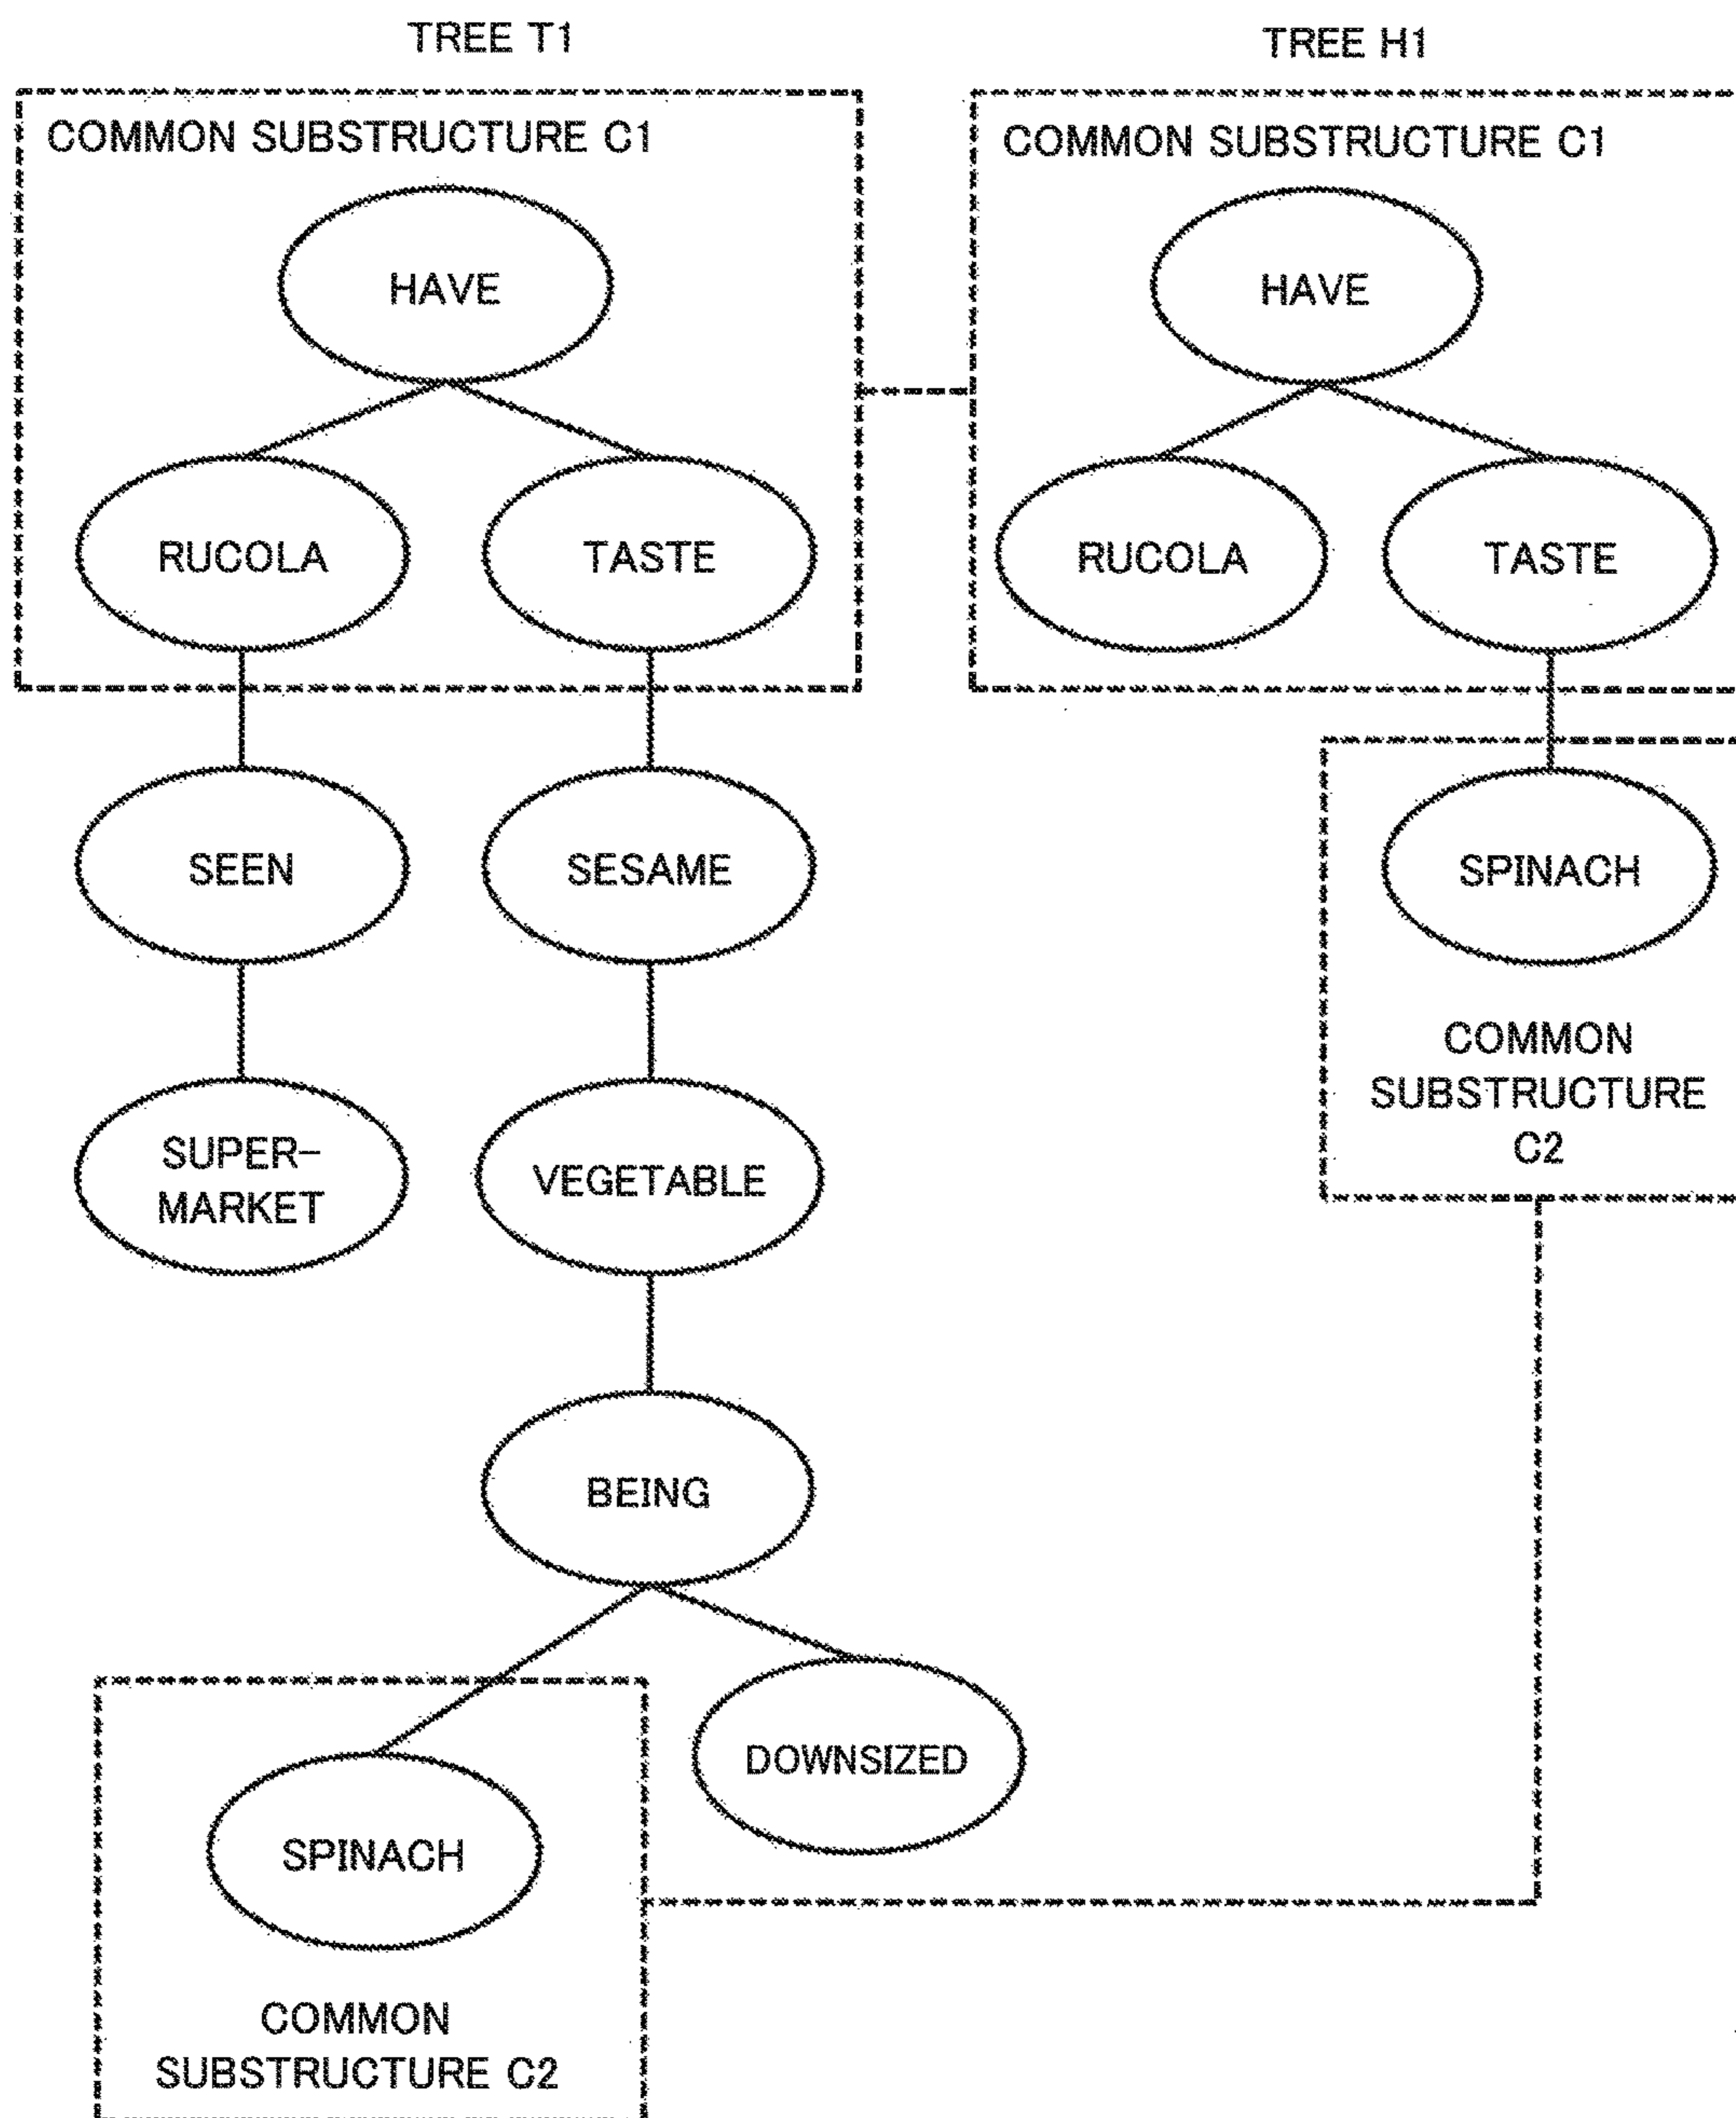 TREE T1
TREE H1
COMMON SUBSTRUCTURE C1
COMMON SUBSTRUCTURE C1
HAVE
HAVE
RUCOLA
TASTE
RUCOLA
TASTE
SEEN
SESAME
SPINACH
COMMON
SUBSTRUCTURE
C2
SUPER-
MARKET
VEGETABLE
BEING
DOWNSIZED
SPINACH
COMMON
SUBSTRUCTURE C2